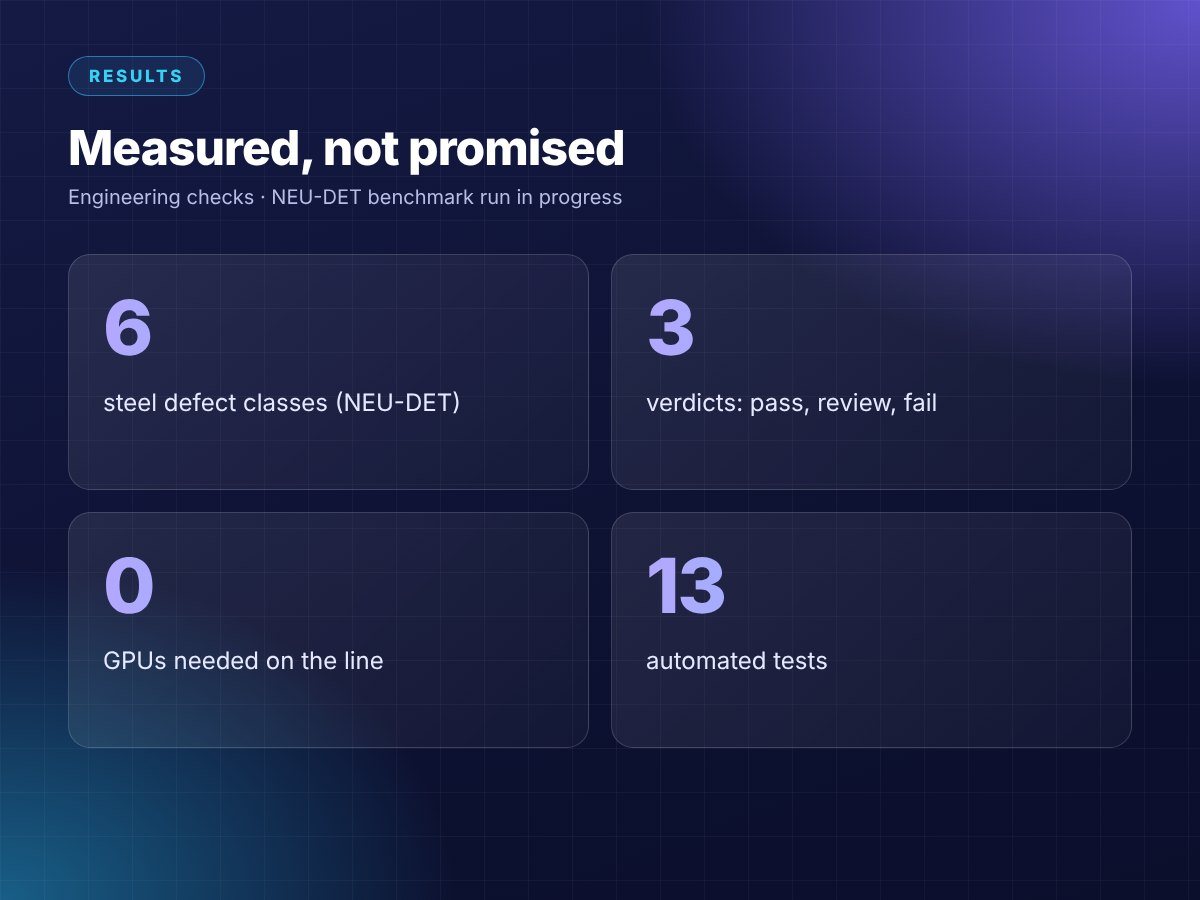 RESULTS
Measured, not promised
Engineering checks · NEU-DET benchmark run in progress
6
steel defect classes (NEU-DET)
3
verdicts: pass, review, fail
0
GPUs needed on the line
13
automated tests